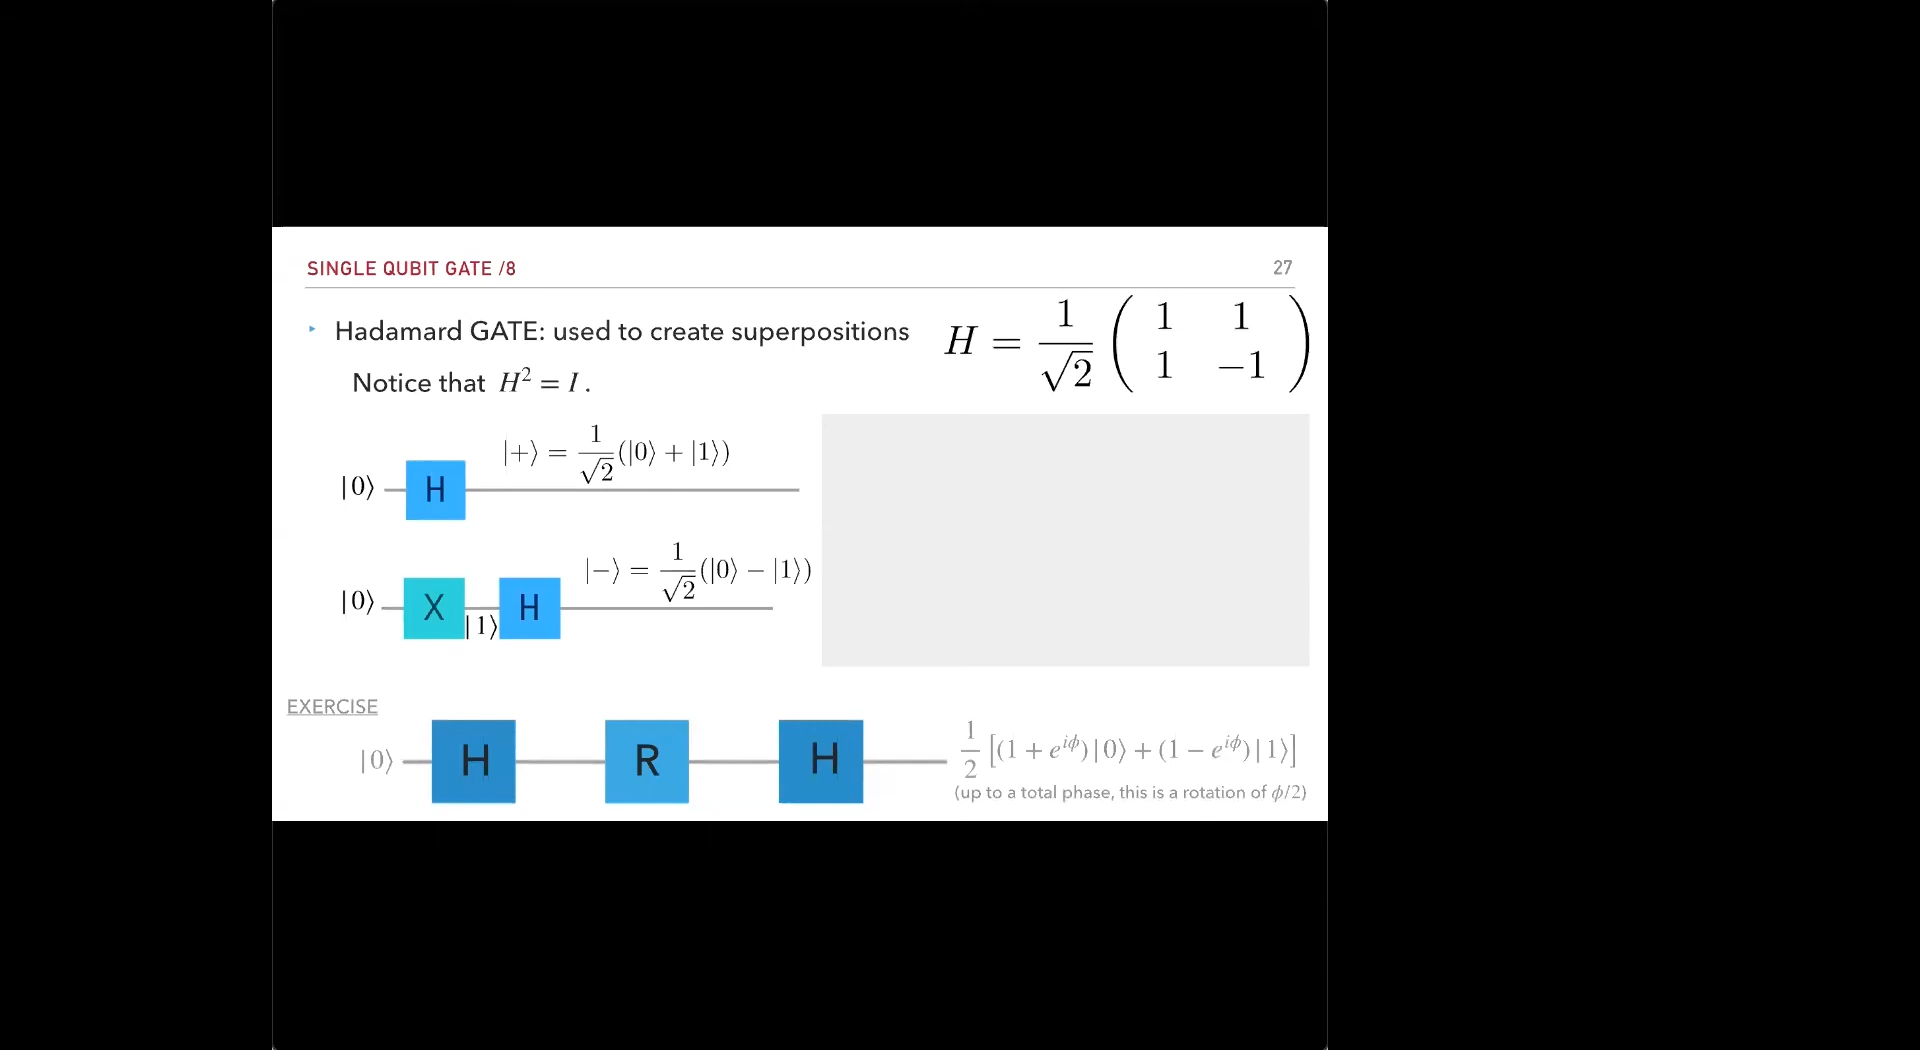 SINGLE QUBIT GATE /8
27
‣ Hadamard GATE: used to create superpositions
H = 1/√2 ( 1 1
1 −1 )
Notice that H² = I .
|+⟩ = 1/√2 (|0⟩ + |1⟩)
|0⟩ H
|−⟩ = 1/√2 (|0⟩ − |1⟩)
|0⟩ X |1⟩ H
EXERCISE
|0⟩ H R H 1/2 [(1 + e^{iϕ})|0⟩ + (1 − e^{iϕ})|1⟩]
(up to a total phase, this is a rotation of ϕ/2)